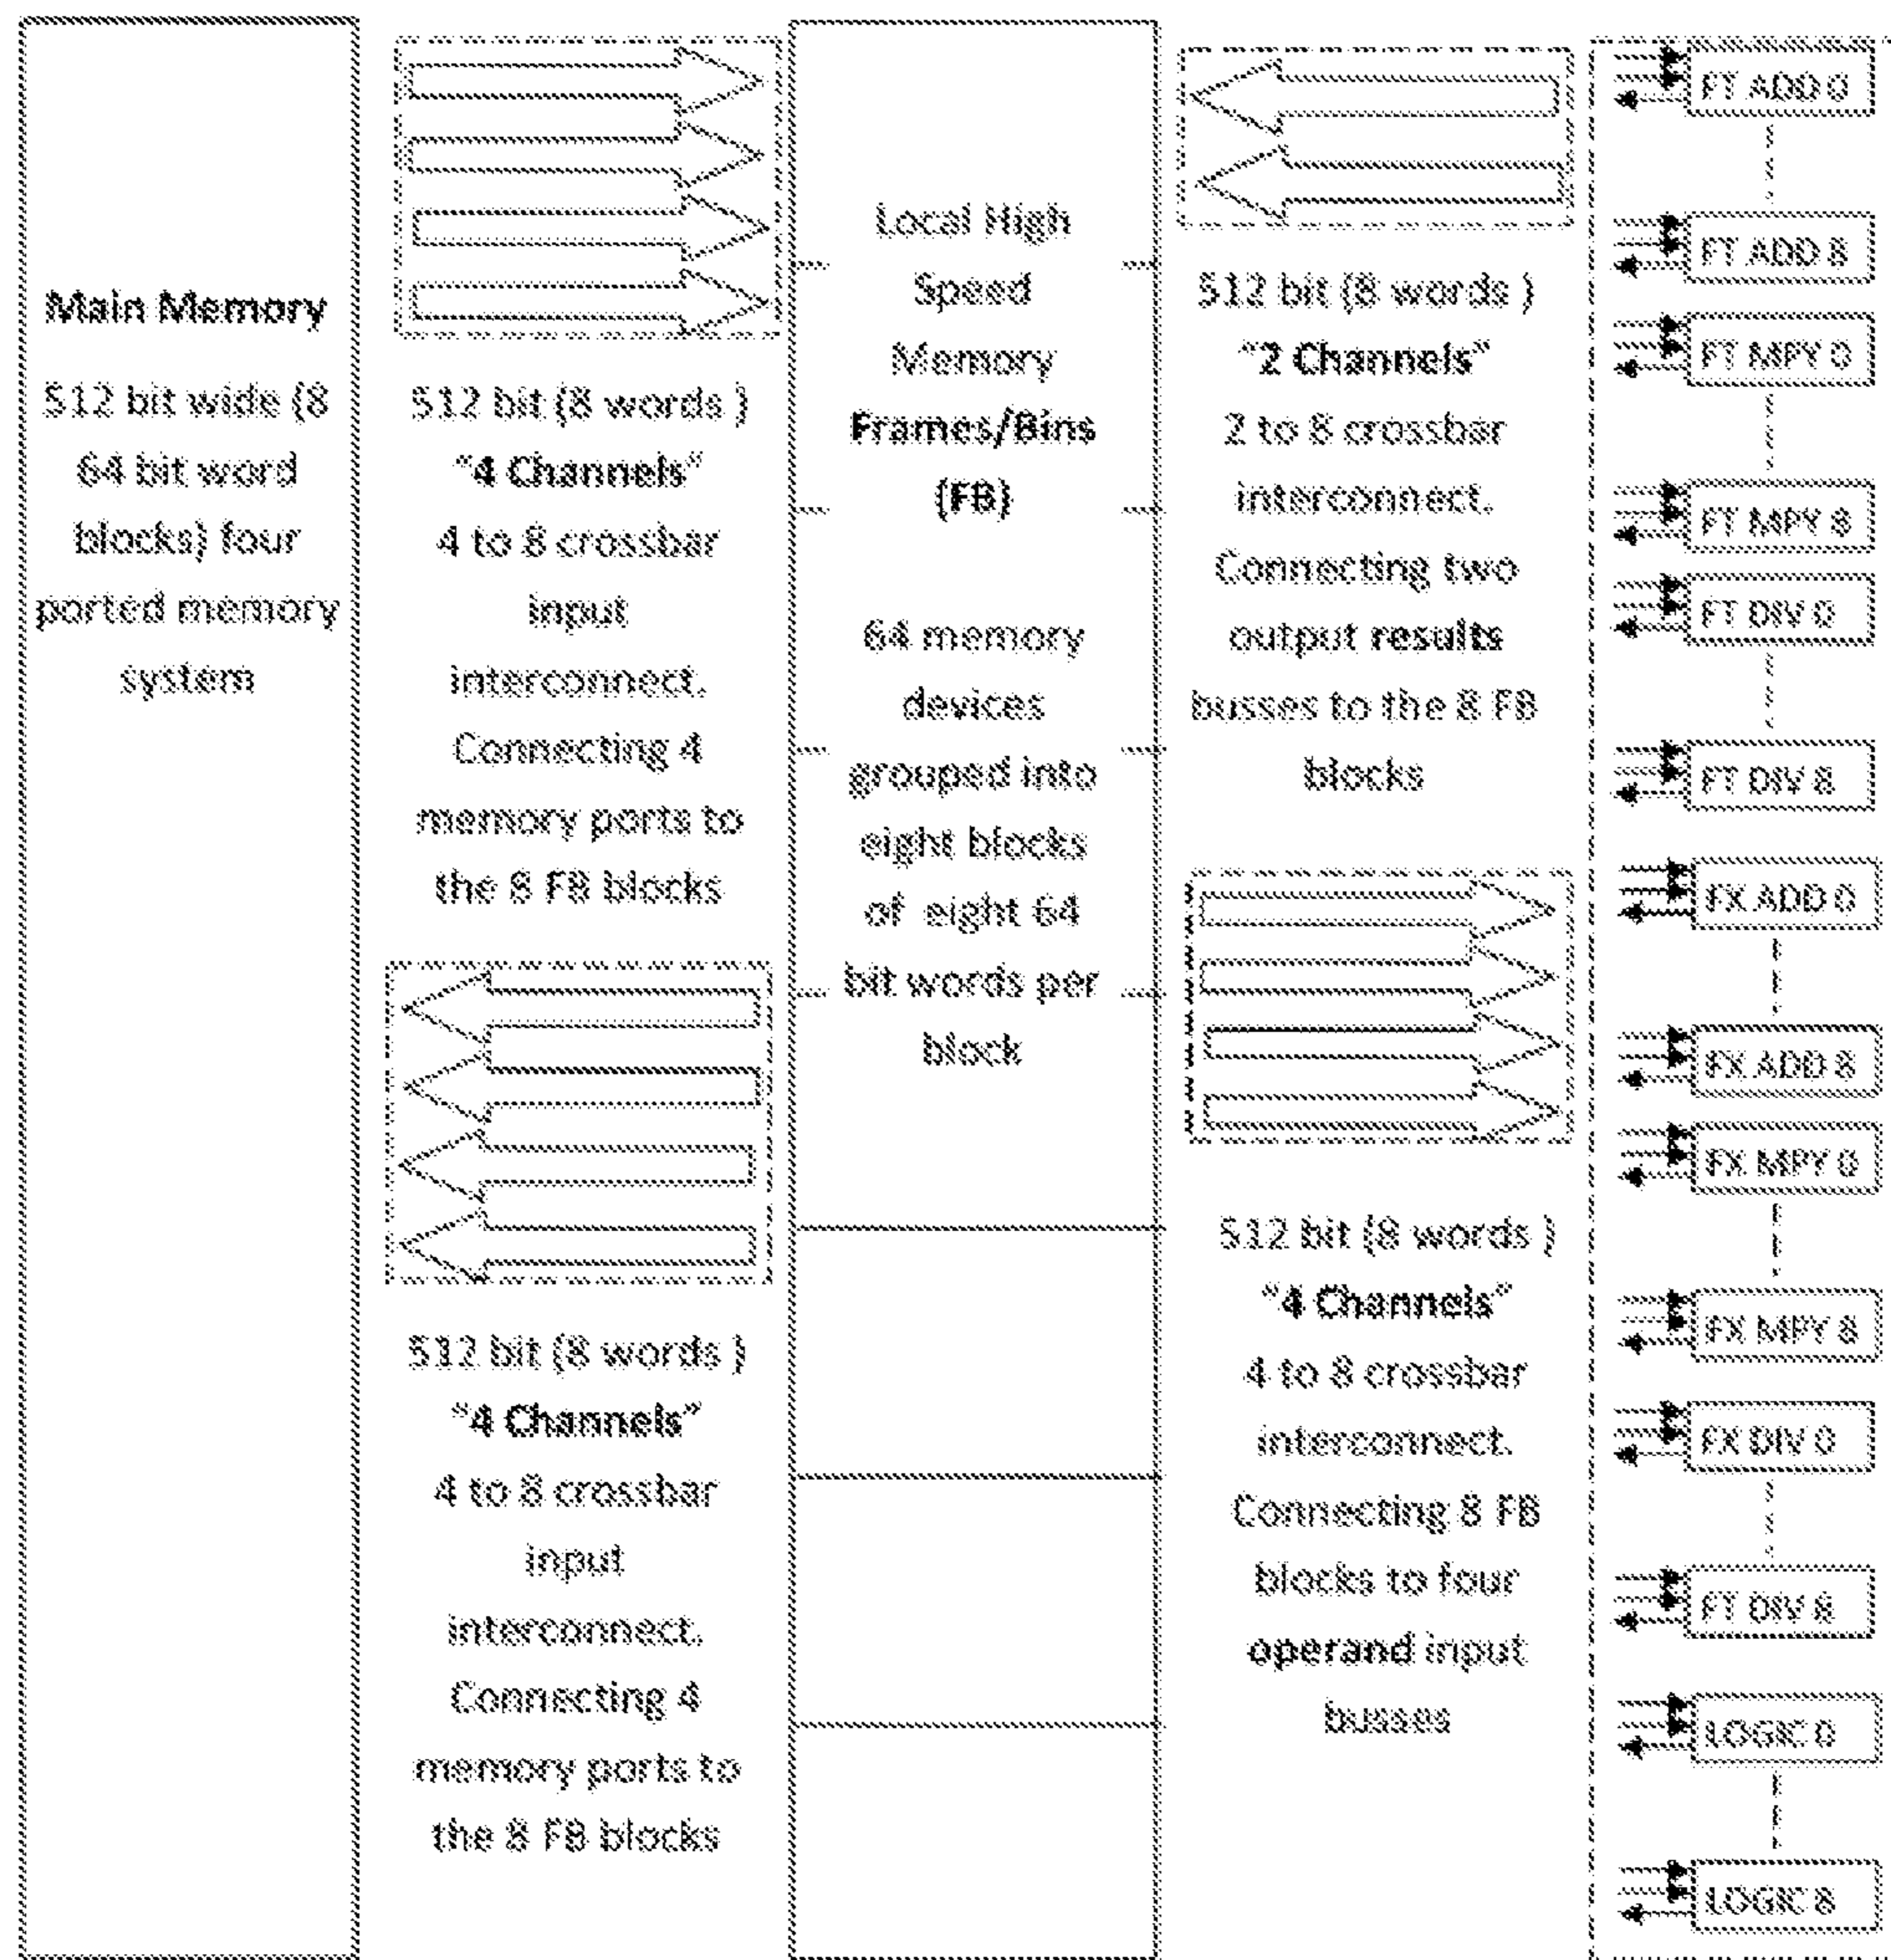 Main Memory
512 bit wide (8
64 bit word
blocks) four
ported memory
system
512 bit (8 words )
"4 Channels"
4 to 8 crossbar
input
interconnect.
Connecting 4
memory ports to
the 8 FB blocks
512 bit (8 words )
"4 Channels"
4 to 8 crossbar
input
interconnect.
Connecting 4
memory ports to
the 8 FB blocks
Local High
Speed
Memory
Frames/Bins
(FB)
64 memory
devices
grouped into
eight blocks
of eight 64
bit words per
block
512 bit (8 words )
"2 Channels"
2 to 8 crossbar
interconnect.
Connecting two
output results
busses to the 8 FB
blocks
512 bit (8 words )
"4 Channels"
4 to 8 crossbar
interconnect.
Connecting 8 FB
blocks to four
operand input
busses
FT ADD 0
FT ADD 8
FT MPY 0
FT MPY 8
FT DIV 0
FT DIV 8
FX ADD 0
FX ADD 8
FX MPY 0
FX MPY 8
FX DIV 0
FT DIV 8
LOGIC 0
LOGIC 8